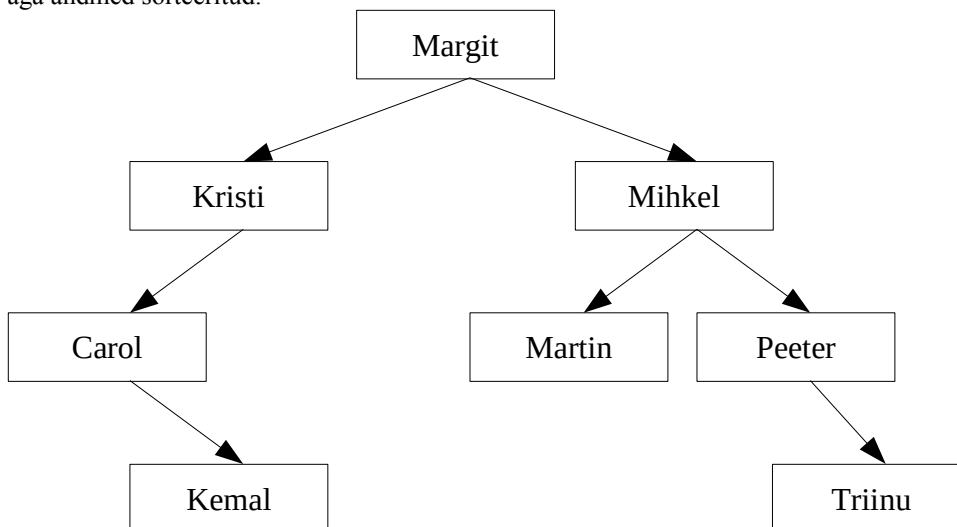 aga andmed sorteeritud.
Margit
Kristi
Mihkel
Carol
Martin
Peeter
Kemal
Triinu